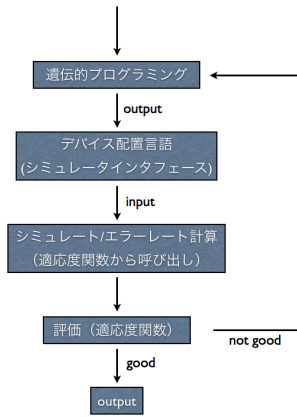 遺伝的プログラミング
output
デバイス配置言語
(シミュレータインタフェース)
input
シミュレート/エラーレート計算
（適応度関数から呼び出し）
評価（適応度関数）
not good
good
output